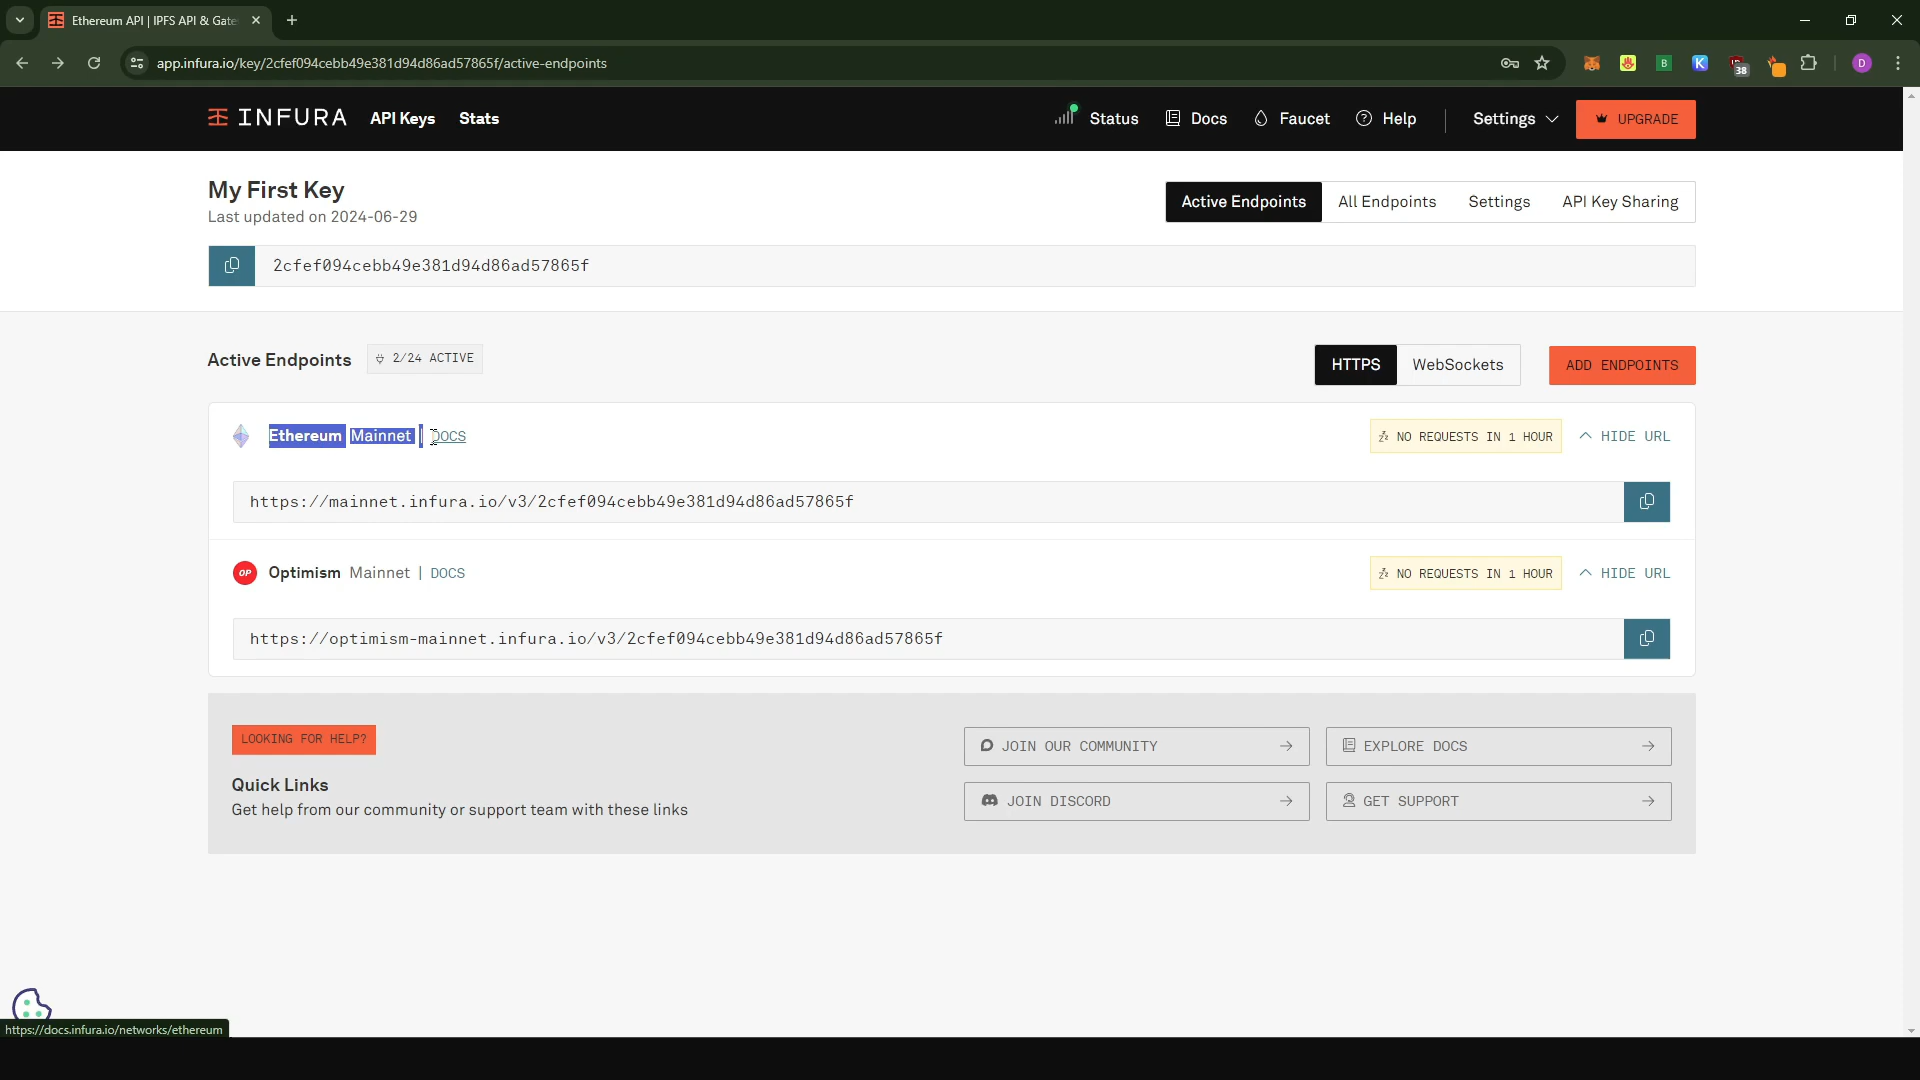 Ethereum API | IPFS API & Gate
app.infura.io/key/2cfef094cebb49e381d94d86ad57865f/active-endpoints
B
K
38
D
INFURA API Keys Stats Status Docs Faucet Help Settings UPGRADE
My First Key
Last updated on 2024-06-29
Active Endpoints All Endpoints Settings API Key Sharing
2cfef094cebb49e381d94d86ad57865f
Active Endpoints 2/24 ACTIVE HTTPS WebSockets ADD ENDPOINTS
Ethereum Mainnet | DOCS NO REQUESTS IN 1 HOUR HIDE URL
https://mainnet.infura.io/v3/2cfef094cebb49e381d94d86ad57865f
OP Optimism Mainnet | DOCS NO REQUESTS IN 1 HOUR HIDE URL
https://optimism-mainnet.infura.io/v3/2cfef094cebb49e381d94d86ad57865f
LOOKING FOR HELP?
Quick Links
Get help from our community or support team with these links
JOIN OUR COMMUNITY EXPLORE DOCS
JOIN DISCORD GET SUPPORT
https://docs.infura.io/networks/ethereum